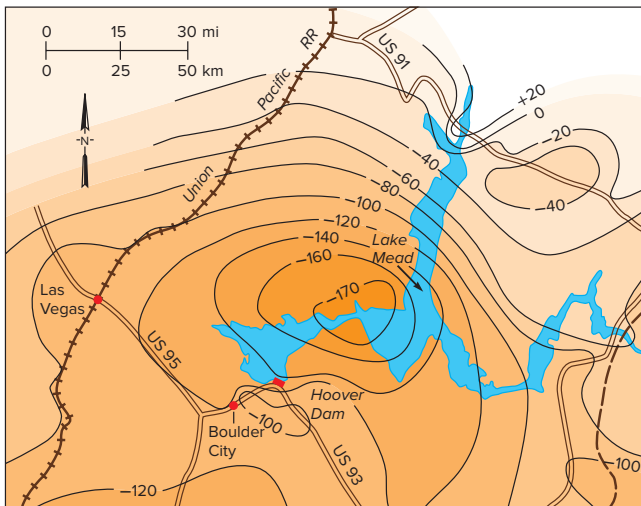 0 15 30 mi
0 25 50 km
-N-
RR
Pacific
Union
US 91
+20
0
−20
−40
−40
−60
−80
−100
−120
−140
−160
−170
Lake
Mead
Las
Vegas
US 95
Hoover
Dam
−100
Boulder
City
US 93
−100
−120